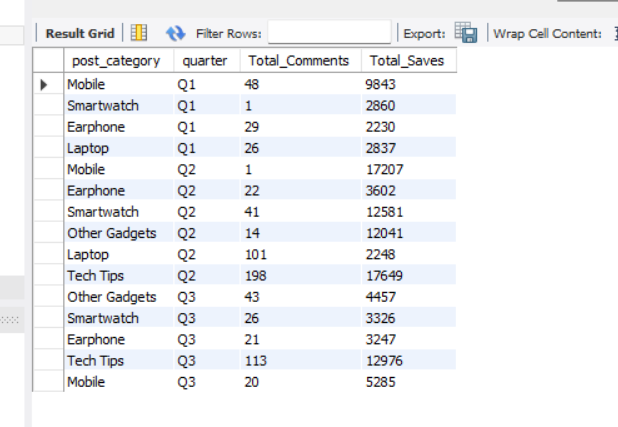 Result Grid Filter Rows: Export: Wrap Cell Content:
post_category quarter Total_Comments Total_Saves
Mobile Q1 48 9843
Smartwatch Q1 1 2860
Earphone Q1 29 2230
Laptop Q1 26 2837
Mobile Q2 1 17207
Earphone Q2 22 3602
Smartwatch Q2 41 12581
Other Gadgets Q2 14 12041
Laptop Q2 101 2248
Tech Tips Q2 198 17649
Other Gadgets Q3 43 4457
Smartwatch Q3 26 3326
Earphone Q3 21 3247
Tech Tips Q3 113 12976
Mobile Q3 20 5285